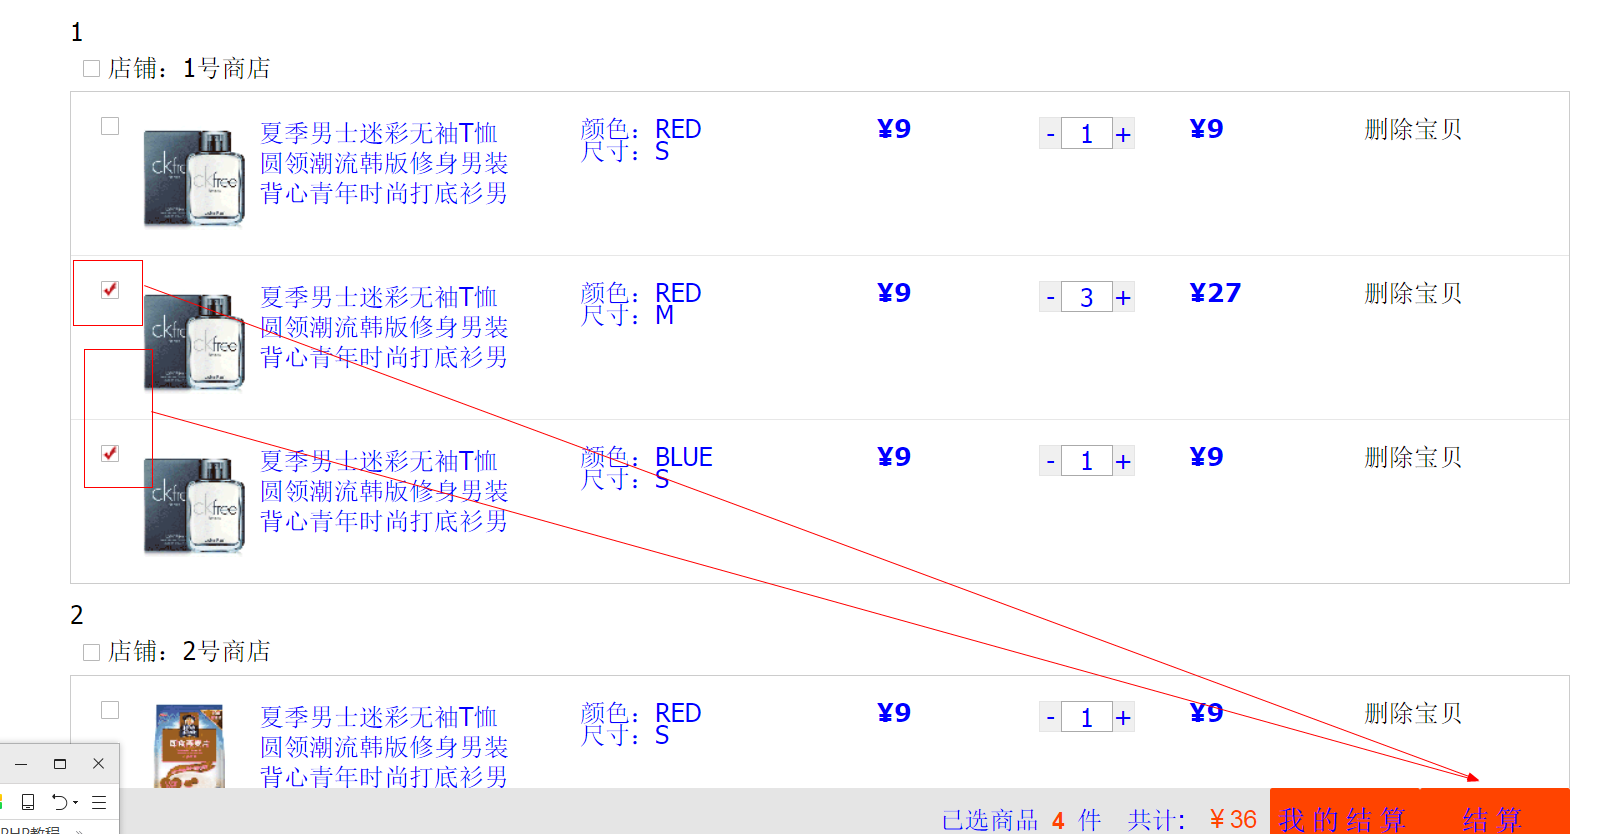 1
店铺：1号商店
夏季男士迷彩无袖T恤
圆领潮流韩版修身男装
背心青年时尚打底衫男
颜色：RED
尺寸：S
¥9
- 1 +
¥9
删除宝贝
ckfree
夏季男士迷彩无袖T恤
圆领潮流韩版修身男装
背心青年时尚打底衫男
颜色：RED
尺寸：M
¥9
- 3 +
¥27
删除宝贝
ckfree
夏季男士迷彩无袖T恤
圆领潮流韩版修身男装
背心青年时尚打底衫男
颜色：BLUE
尺寸：S
¥9
- 1 +
¥9
删除宝贝
ckfree
2
店铺：2号商店
夏季男士迷彩无袖T恤
圆领潮流韩版修身男装
背心青年时尚打底衫男
颜色：RED
尺寸：S
¥9
- 1 +
¥9
删除宝贝
已选商品 4 件 共计： ¥36
我的结算
结算
PHP教程 »